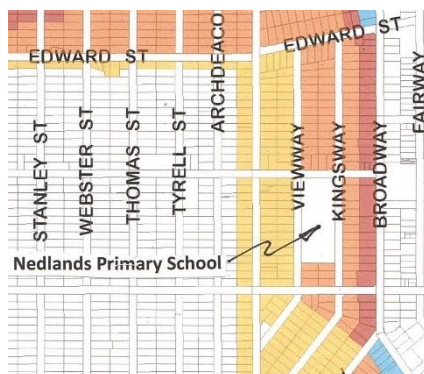 EDWARD ST
EDWARD ST
STANLEY ST
WEBSTER ST
THOMAS ST
TYRELL ST
ARCHDEACO
VIEWWAY
KINGSWAY
BROADWAY
FAIRWAY
Nedlands Primary School